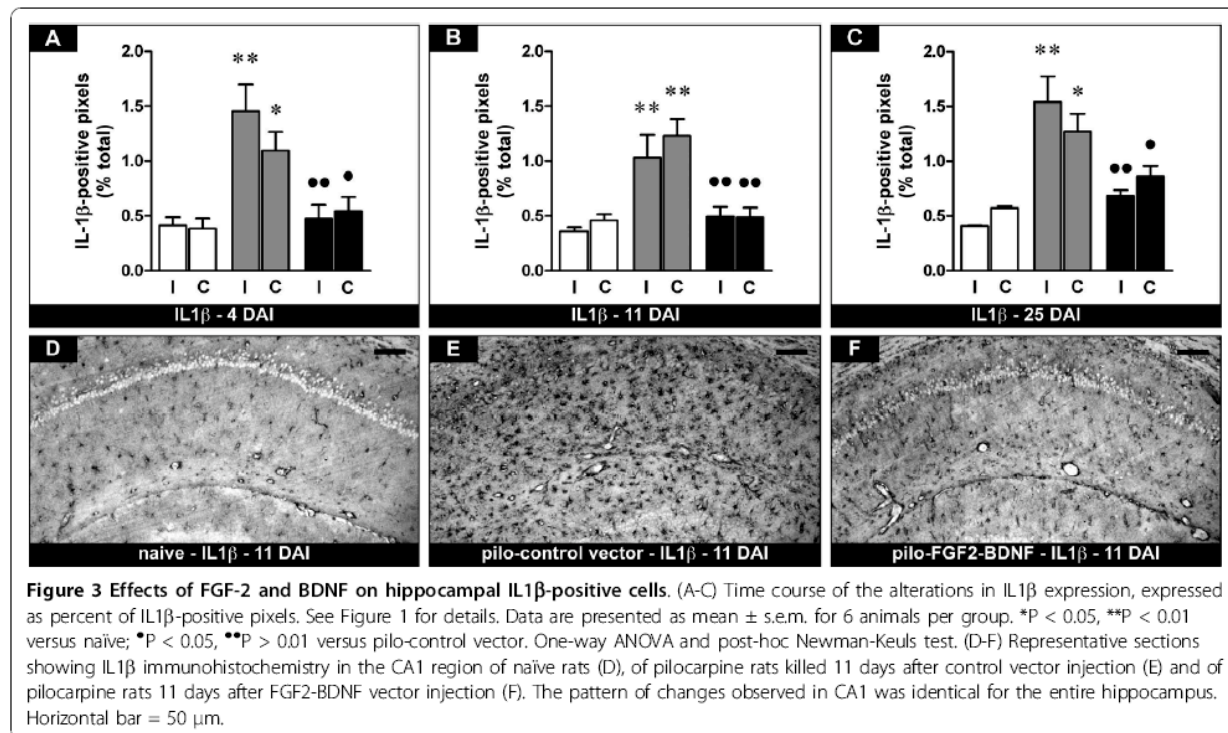 A
IL-1β-positive pixels
(% total)
2.0
1.5
1.0
0.5
0.0
**
*
●●
●
I C I C I C
IL1β - 4 DAI
B
IL-1β-positive pixels
(% total)
2.0
1.5
1.0
0.5
0.0
**
**
●●
●●
I C I C I C
IL1β - 11 DAI
C
IL-1β-positive pixels
(% total)
2.0
1.5
1.0
0.5
0.0
**
*
●●
●
I C I C I C
IL1β - 25 DAI
D
naive - IL1β - 11 DAI
E
pilo-control vector - IL1β - 11 DAI
F
pilo-FGF2-BDNF - IL1β - 11 DAI
Figure 3 Effects of FGF-2 and BDNF on hippocampal IL1β-positive cells. (A-C) Time course of the alterations in IL1β expression, expressed
as percent of IL1β-positive pixels. See Figure 1 for details. Data are presented as mean ± s.e.m. for 6 animals per group. *P < 0.05, **P < 0.01
versus naïve; ●P < 0.05, ●●P > 0.01 versus pilo-control vector. One-way ANOVA and post-hoc Newman-Keuls test. (D-F) Representative sections
showing IL1β immunohistochemistry in the CA1 region of naïve rats (D), of pilocarpine rats killed 11 days after control vector injection (E) and of
pilocarpine rats 11 days after FGF2-BDNF vector injection (F). The pattern of changes observed in CA1 was identical for the entire hippocampus.
Horizontal bar = 50 μm.